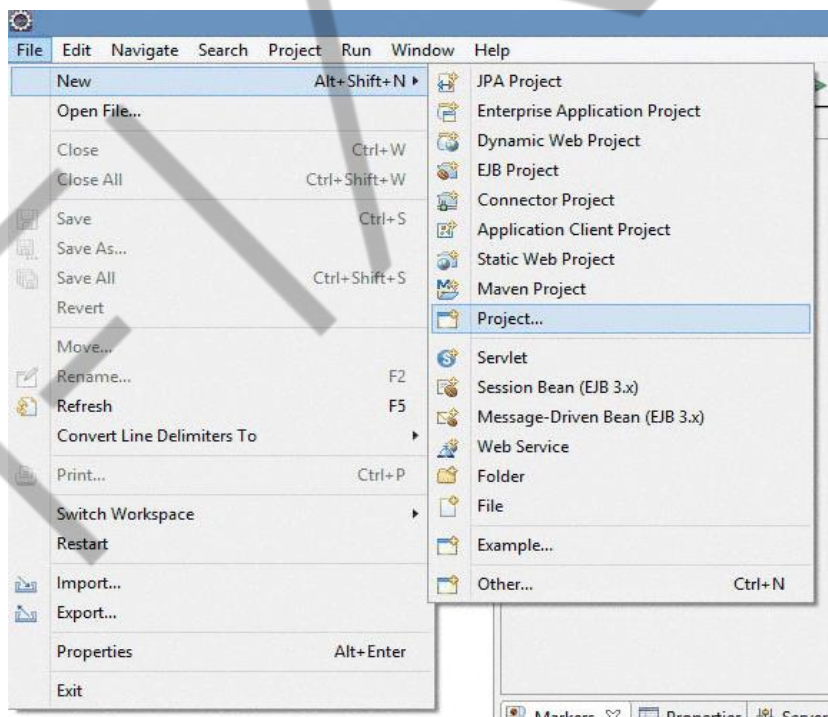 File Edit Navigate Search Project Run Window Help
New Alt+Shift+N
Open File...
Close Ctrl+W
Close All Ctrl+Shift+W
Save Ctrl+S
Save As...
Save All Ctrl+Shift+S
Revert
Move...
Rename... F2
Refresh F5
Convert Line Delimiters To
Print... Ctrl+P
Switch Workspace
Restart
Import...
Export...
Properties Alt+Enter
Exit
JPA Project
Enterprise Application Project
Dynamic Web Project
EJB Project
Connector Project
Application Client Project
Static Web Project
Maven Project
Project...
Servlet
Session Bean (EJB 3.x)
Message-Driven Bean (EJB 3.x)
Web Service
Folder
File
Example...
Other... Ctrl+N
Markers Properties